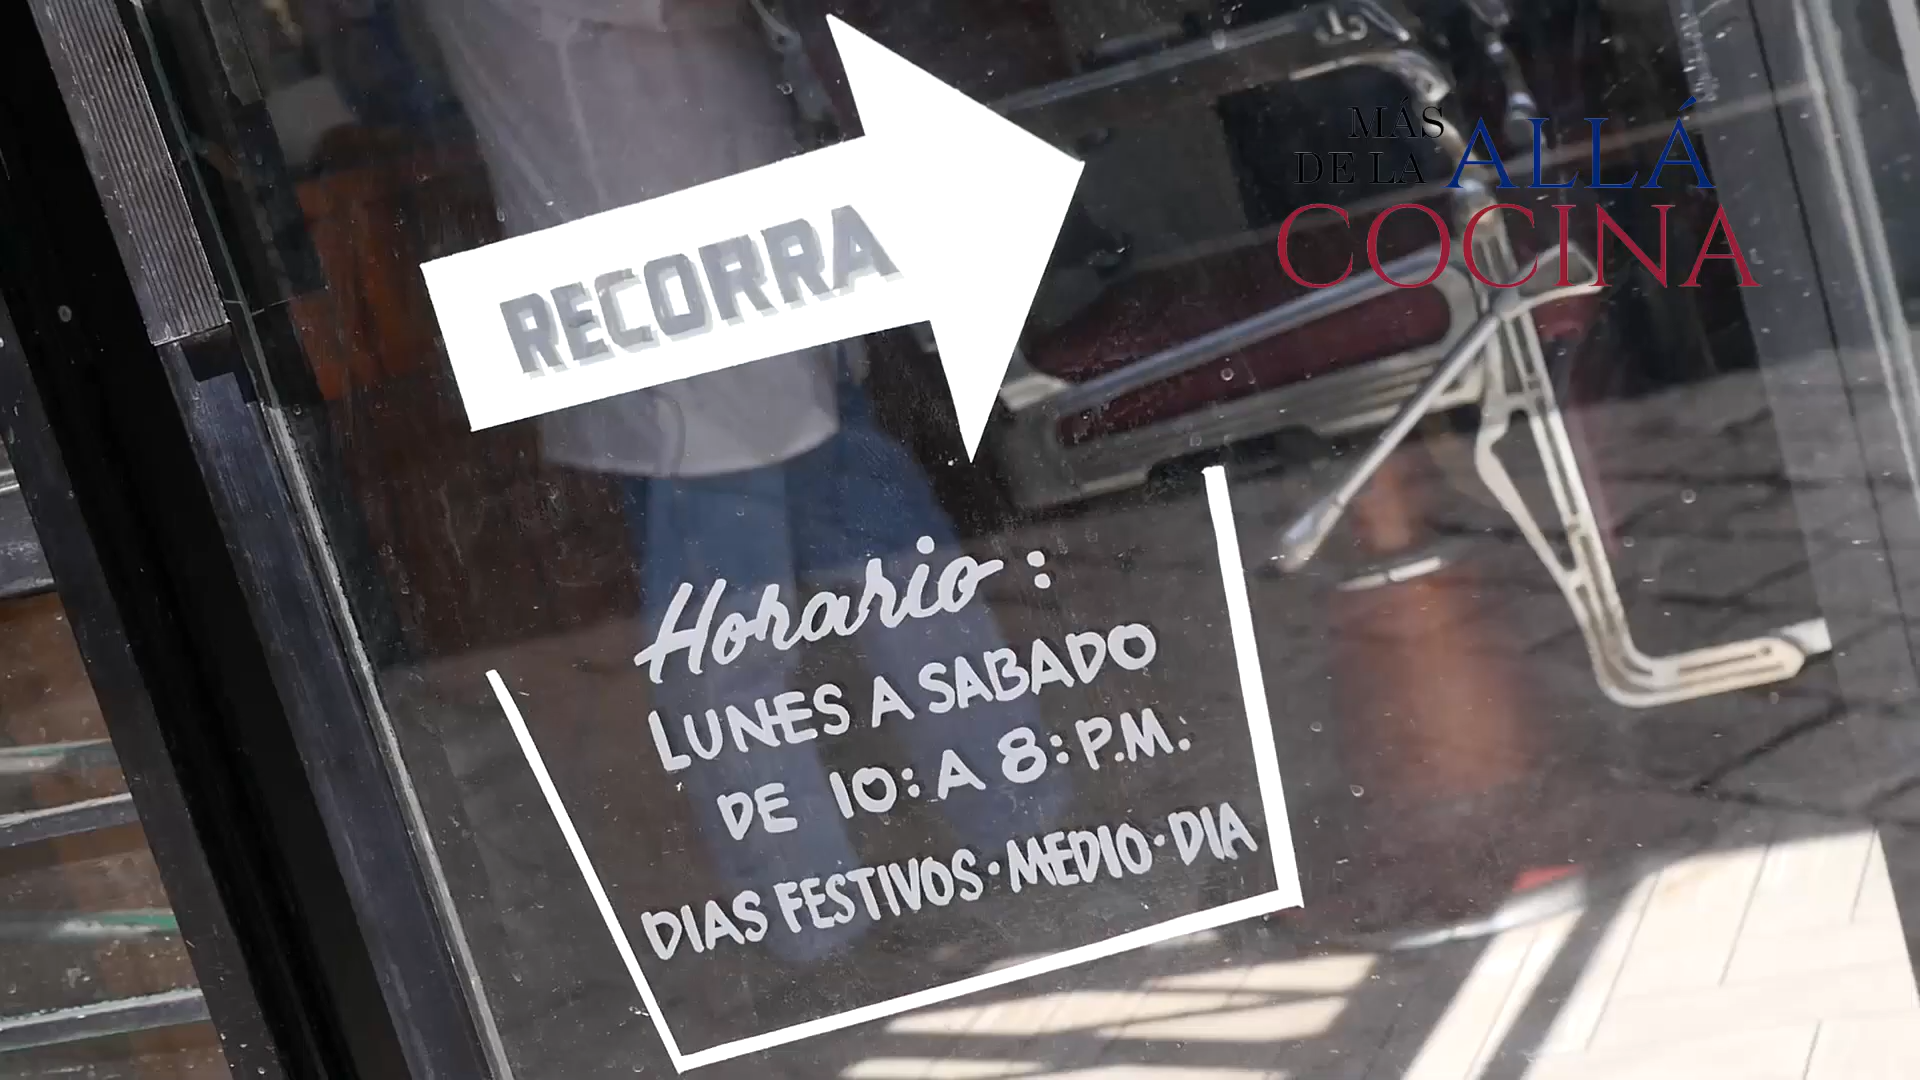 RECORRA
MÁS
DE LA ALLÁ
COCINA
Horario :
LUNES A SABADO
DE 10: A 8: P.M.
DIAS FESTIVOS · MEDIO · DIA